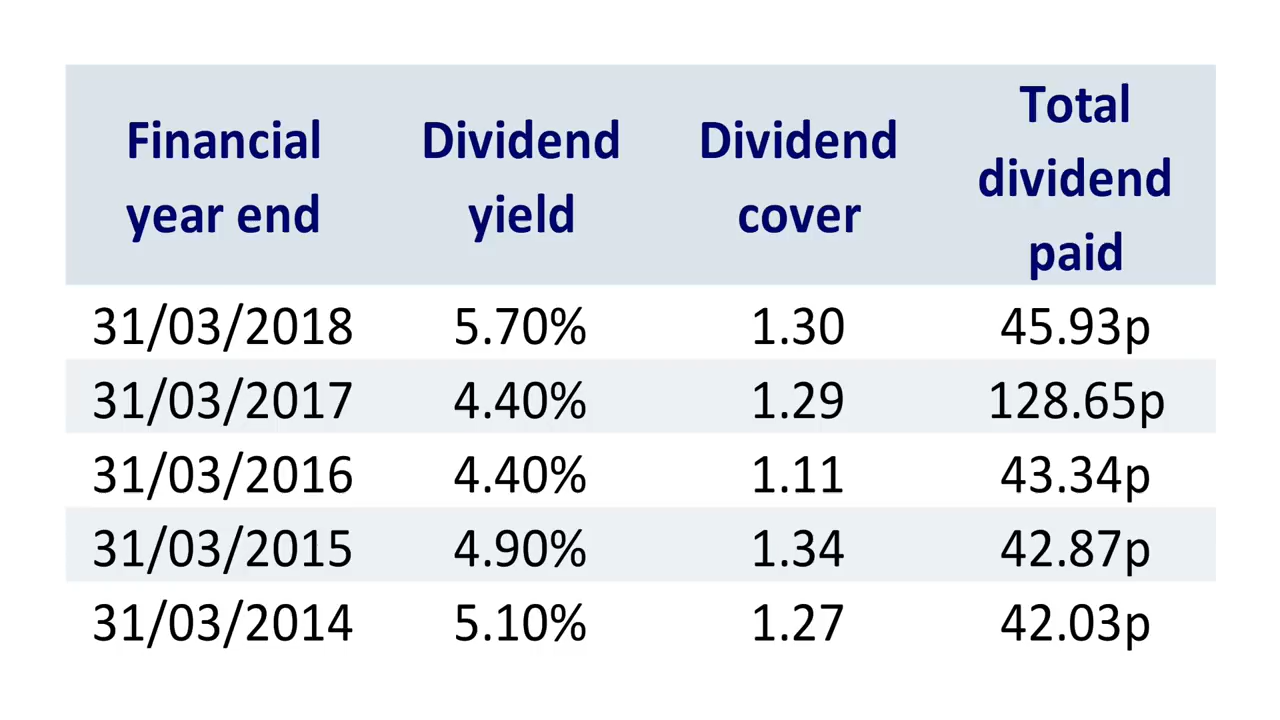 Financial year end Dividend yield Dividend cover Total dividend paid
31/03/2018 5.70% 1.30 45.93p
31/03/2017 4.40% 1.29 128.65p
31/03/2016 4.40% 1.11 43.34p
31/03/2015 4.90% 1.34 42.87p
31/03/2014 5.10% 1.27 42.03p